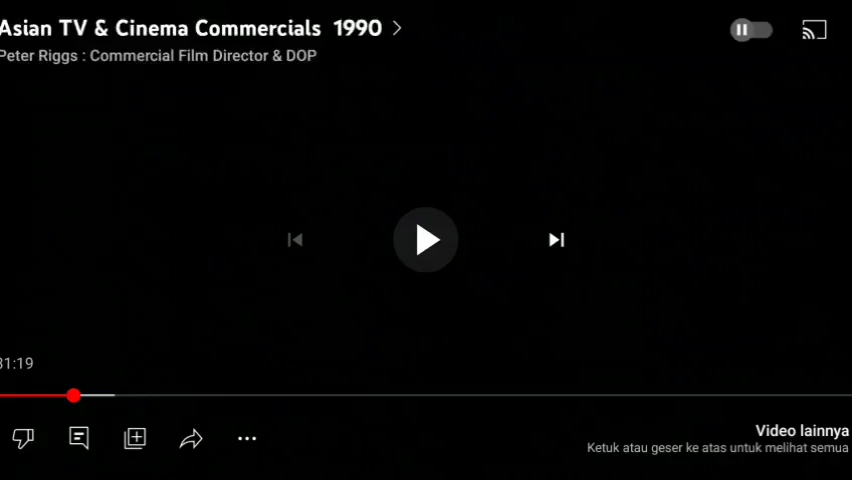 Asian TV & Cinema Commercials 1990
Peter Riggs : Commercial Film Director & DOP
31:19
Video lainnya
Ketuk atau geser ke atas untuk melihat semua